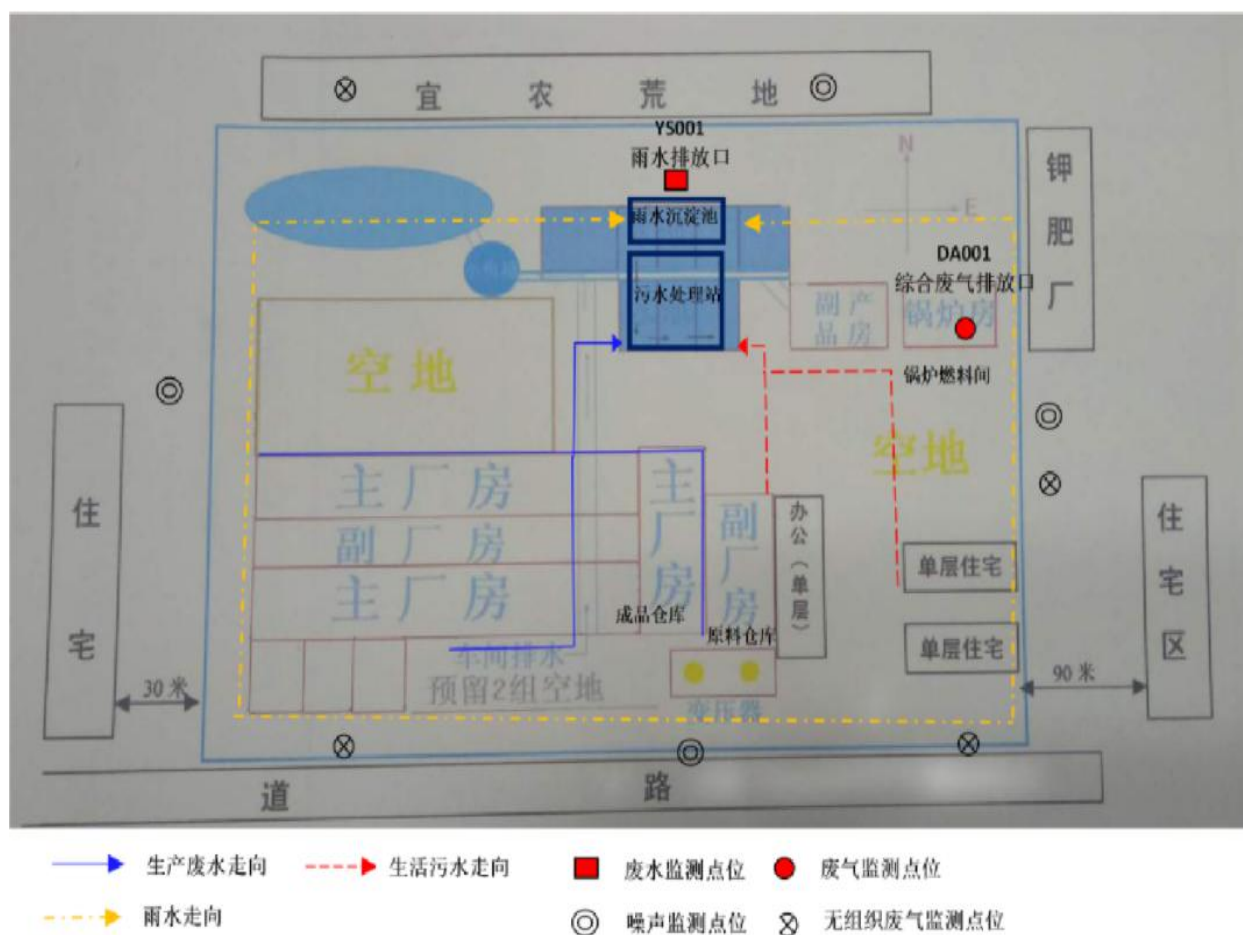 宜农荒地
YS001
雨水排放口
N
E
钾肥厂
雨水沉淀池
DA001
综合废气排放口
污水处理站
副产品房
锅炉房
锅炉燃料间
空地
空地
住宅
主厂房
副厂房
主厂房
主厂房
副厂房
办公（单层）
单层住宅
单层住宅
住宅区
成品仓库
原料仓库
车间排水
预留2组空地
变压器
30 米
90 米
道路
生产废水走向
生活污水走向
废水监测点位
废气监测点位
雨水走向
噪声监测点位
无组织废气监测点位